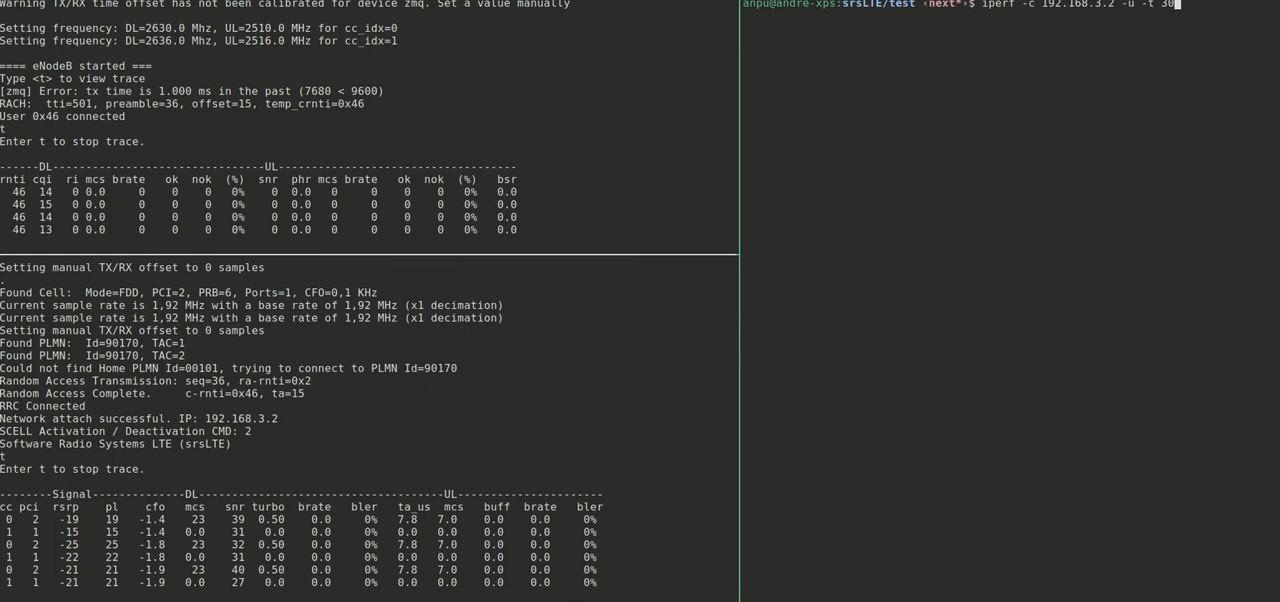 Warning TX/RX time offset has not been calibrated for device zmq. Set a value manually
Setting frequency: DL=2630.0 Mhz, UL=2510.0 MHz for cc_idx=0
Setting frequency: DL=2636.0 Mhz, UL=2516.0 MHz for cc_idx=1
==== eNodeB started ===
Type <t> to view trace
[zmq] Error: tx time is 1.000 ms in the past (7680 < 9600)
RACH:  tti=501, preamble=36, offset=15, temp_crnti=0x46
User 0x46 connected
t
Enter t to stop trace.
------DL--------------------------------UL------------------------------------
rnti cqi  ri mcs brate   ok  nok  (%)  snr  phr mcs brate   ok  nok  (%)   bsr
46  14   0 0.0     0    0    0   0%    0  0.0   0     0    0    0   0%   0.0
46  15   0 0.0     0    0    0   0%    0  0.0   0     0    0    0   0%   0.0
46  14   0 0.0     0    0    0   0%    0  0.0   0     0    0    0   0%   0.0
46  13   0 0.0     0    0    0   0%    0  0.0   0     0    0    0   0%   0.0
Setting manual TX/RX offset to 0 samples
.
Found Cell:  Mode=FDD, PCI=2, PRB=6, Ports=1, CFO=0,1 KHz
Current sample rate is 1,92 MHz with a base rate of 1,92 MHz (x1 decimation)
Current sample rate is 1,92 MHz with a base rate of 1,92 MHz (x1 decimation)
Setting manual TX/RX offset to 0 samples
Found PLMN:  Id=90170, TAC=1
Found PLMN:  Id=90170, TAC=2
Could not find Home PLMN Id=00101, trying to connect to PLMN Id=90170
Random Access Transmission: seq=36, ra-rnti=0x2
Random Access Complete.     c-rnti=0x46, ta=15
RRC Connected
Network attach successful. IP: 192.168.3.2
SCELL Activation / Deactivation CMD: 2
Software Radio Systems LTE (srsLTE)
t
Enter t to stop trace.
--------Signal--------------DL-------------------------------------UL----------------------
cc pci  rsrp    pl    cfo   mcs   snr turbo  brate   bler   ta_us  mcs   buff  brate   bler
0   2   -19    19   -1.4    23    39  0.50    0.0     0%   7.8   7.0    0.0    0.0     0%
1   1   -15    15   -1.4   0.0    31   0.0    0.0     0%   0.0   0.0    0.0    0.0     0%
0   2   -25    25   -1.8    23    32  0.50    0.0     0%   7.8   7.0    0.0    0.0     0%
1   1   -22    22   -1.8   0.0    31   0.0    0.0     0%   0.0   0.0    0.0    0.0     0%
0   2   -21    21   -1.9    23    40  0.50    0.0     0%   7.8   7.0    0.0    0.0     0%
1   1   -21    21   -1.9   0.0    27   0.0    0.0     0%   0.0   0.0    0.0    0.0     0%
anpu@andre-xps:srsLTE/test ‹next*›$ iperf -c 192.168.3.2 -u -t 30